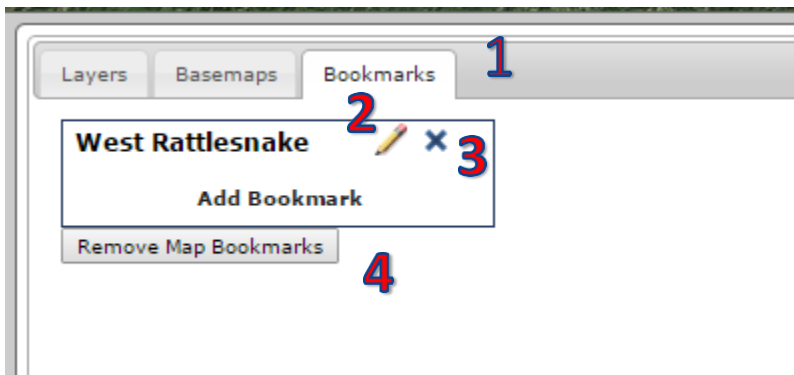 Layers Basemaps Bookmarks 1
2
West Rattlesnake 3
Add Bookmark
Remove Map Bookmarks
4